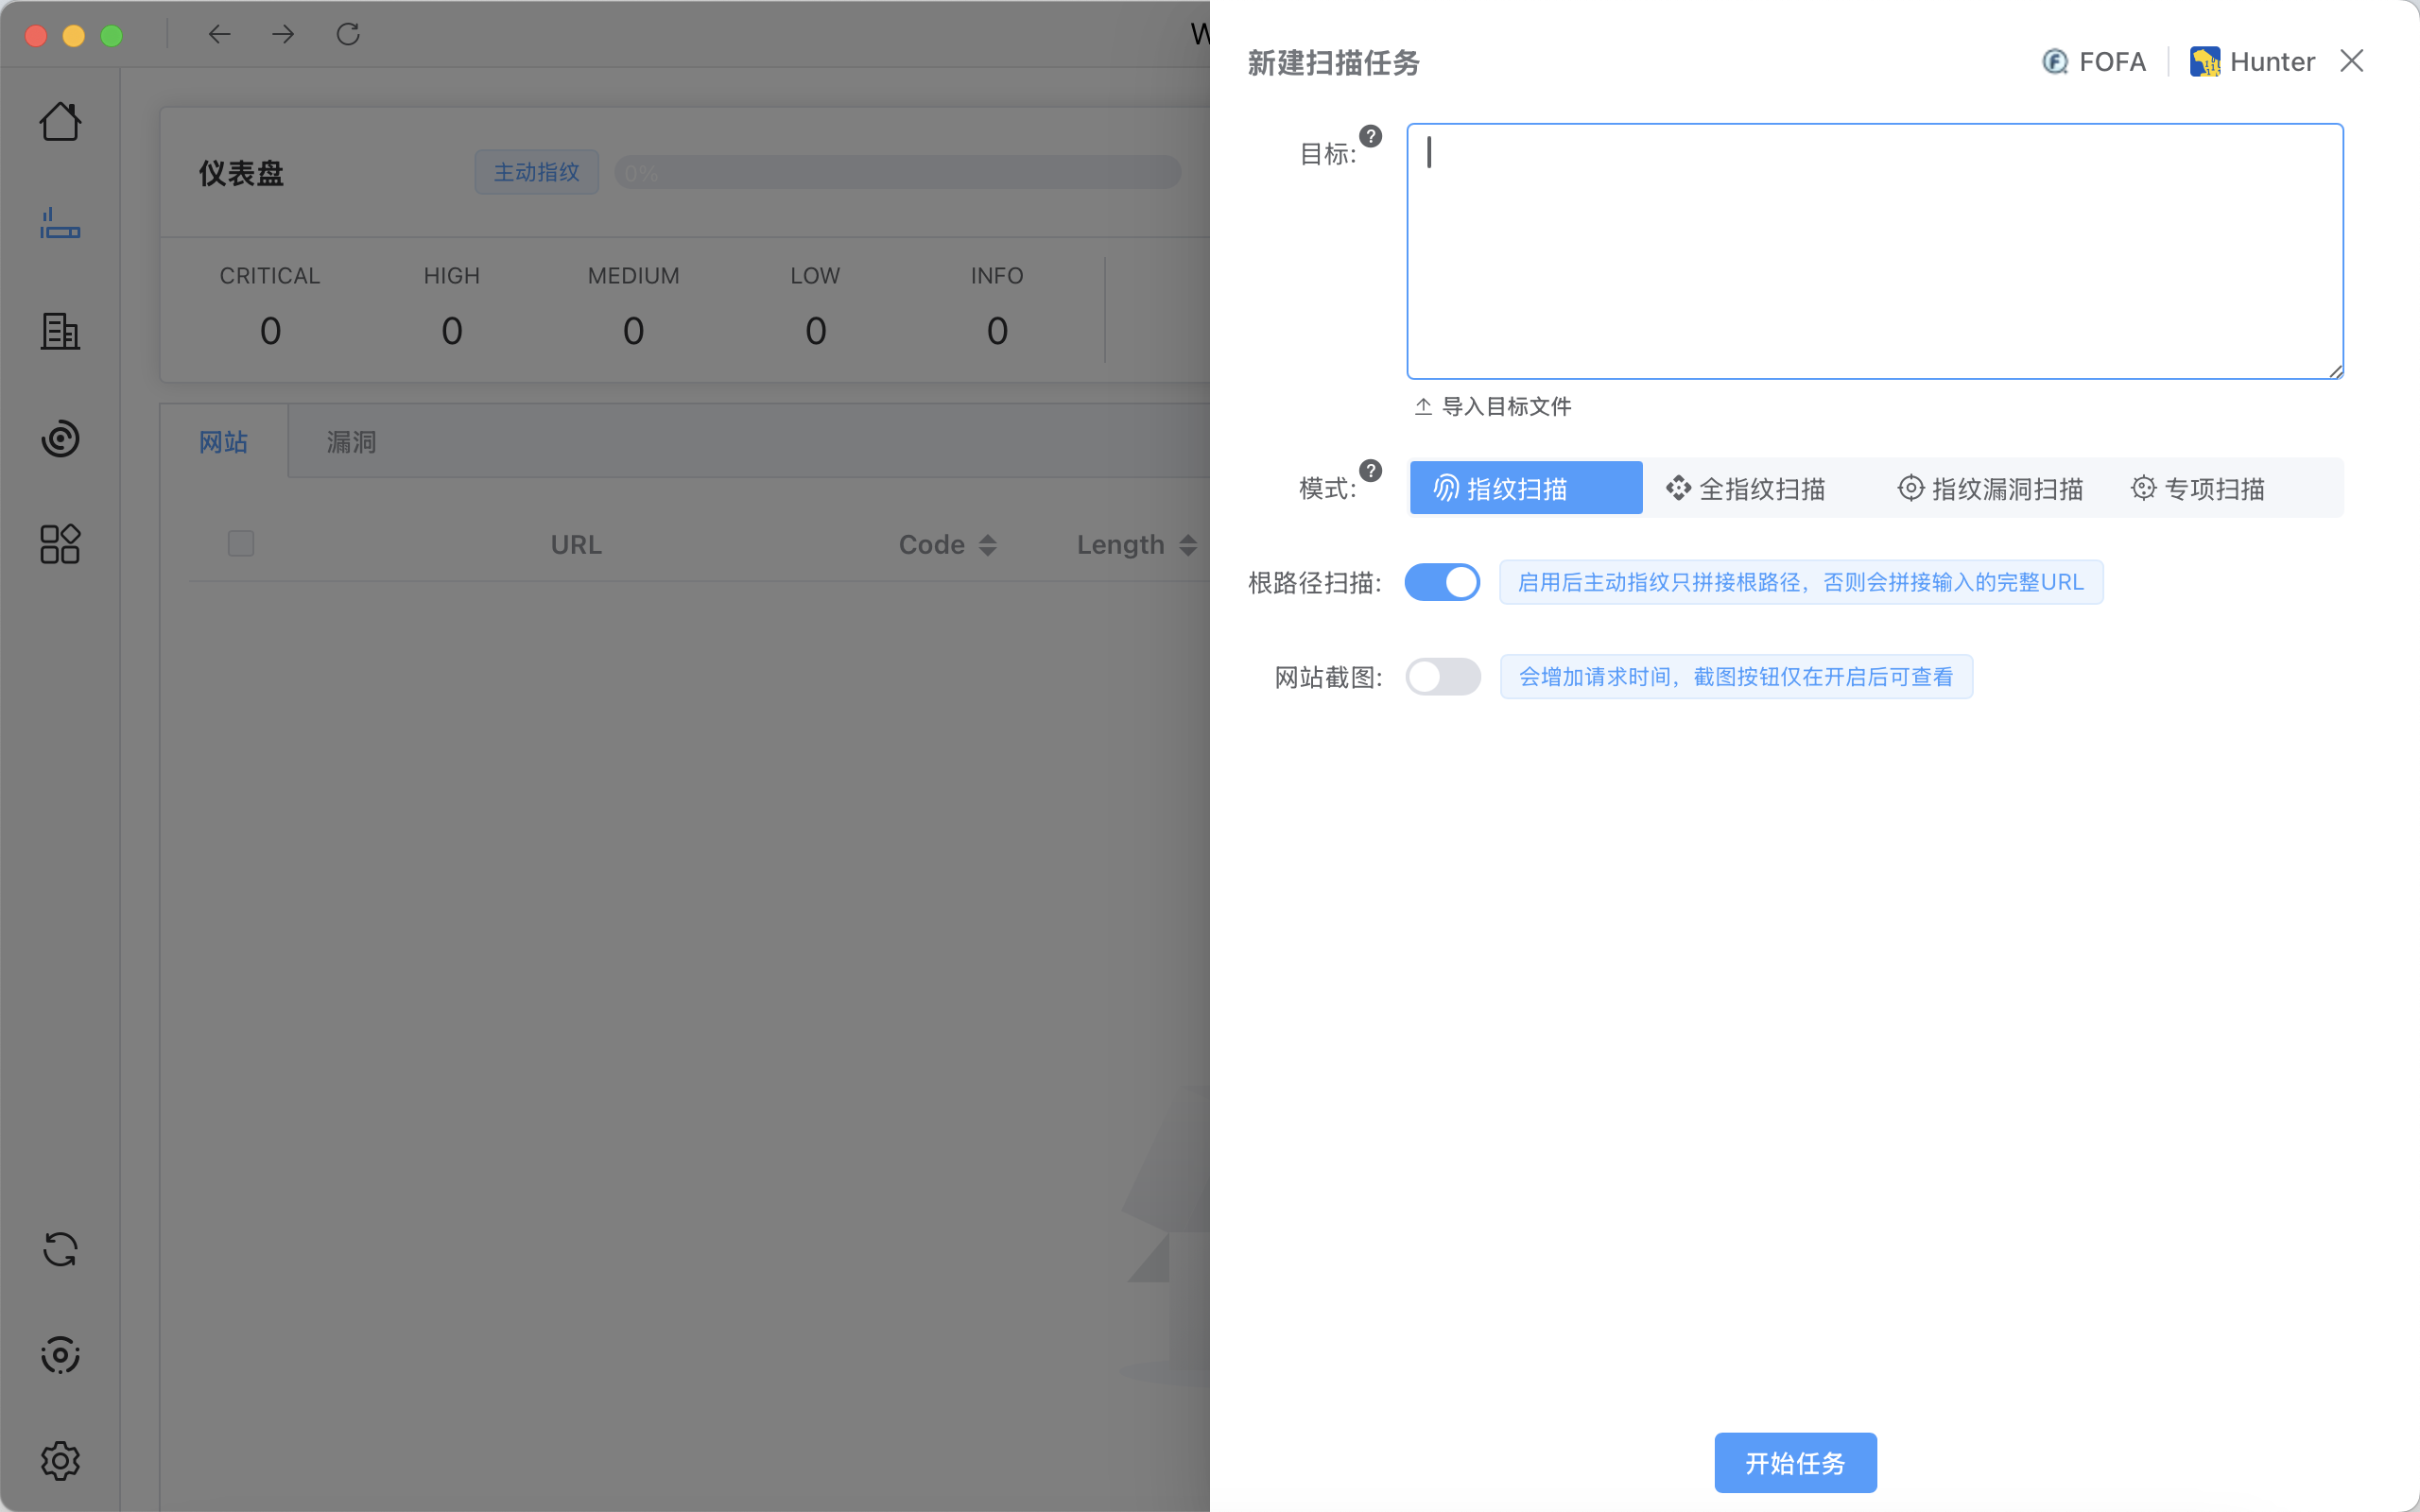 W
新建扫描任务
FOFA
Hunter
仪表盘
主动指纹
0%
CRITICAL
HIGH
MEDIUM
LOW
INFO
0
0
0
0
0
网站
漏洞
URL
Code
Length
目标:
导入目标文件
模式:
指纹扫描
全指纹扫描
指纹漏洞扫描
专项扫描
根路径扫描:
启用后主动指纹只拼接根路径，否则会拼接输入的完整URL
网站截图:
会增加请求时间，截图按钮仅在开启后可查看
开始任务